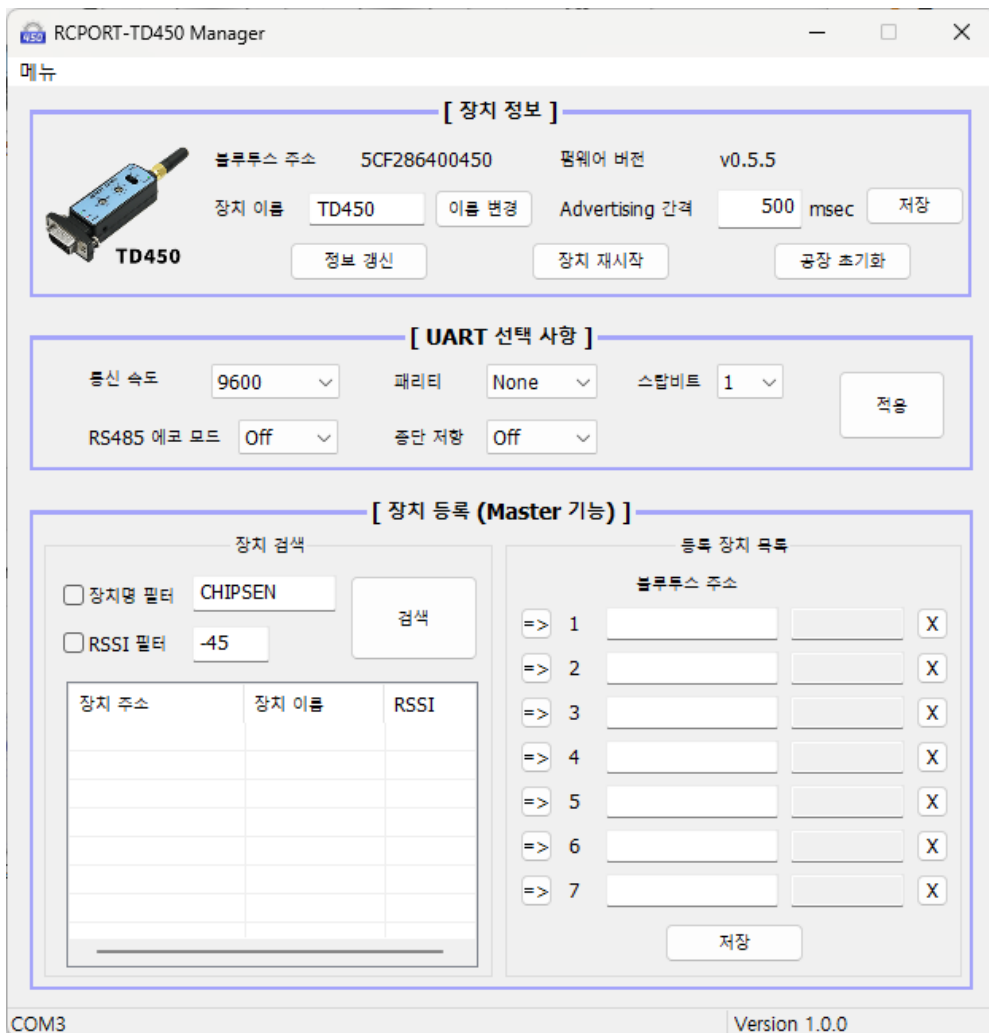 RCPORT-TD450 Manager
메뉴
[ 장치 정보 ]
블루투스 주소 5CF286400450 펌웨어 버전 v0.5.5
장치 이름 TD450 이름 변경 Advertising 간격 500 msec 저장
TD450
정보 갱신 장치 재시작 공장 초기화
[ UART 선택 사항 ]
통신 속도 9600 패리티 None 스탑비트 1
적용
RS485 에코 모드 Off 종단 저항 Off
[ 장치 등록 (Master 기능) ]
장치 검색
장치명 필터 CHIPSEN
검색
RSSI 필터 -45
장치 주소 장치 이름 RSSI
등록 장치 목록
블루투스 주소
=> 1 X
=> 2 X
=> 3 X
=> 4 X
=> 5 X
=> 6 X
=> 7 X
저장
COM3 Version 1.0.0